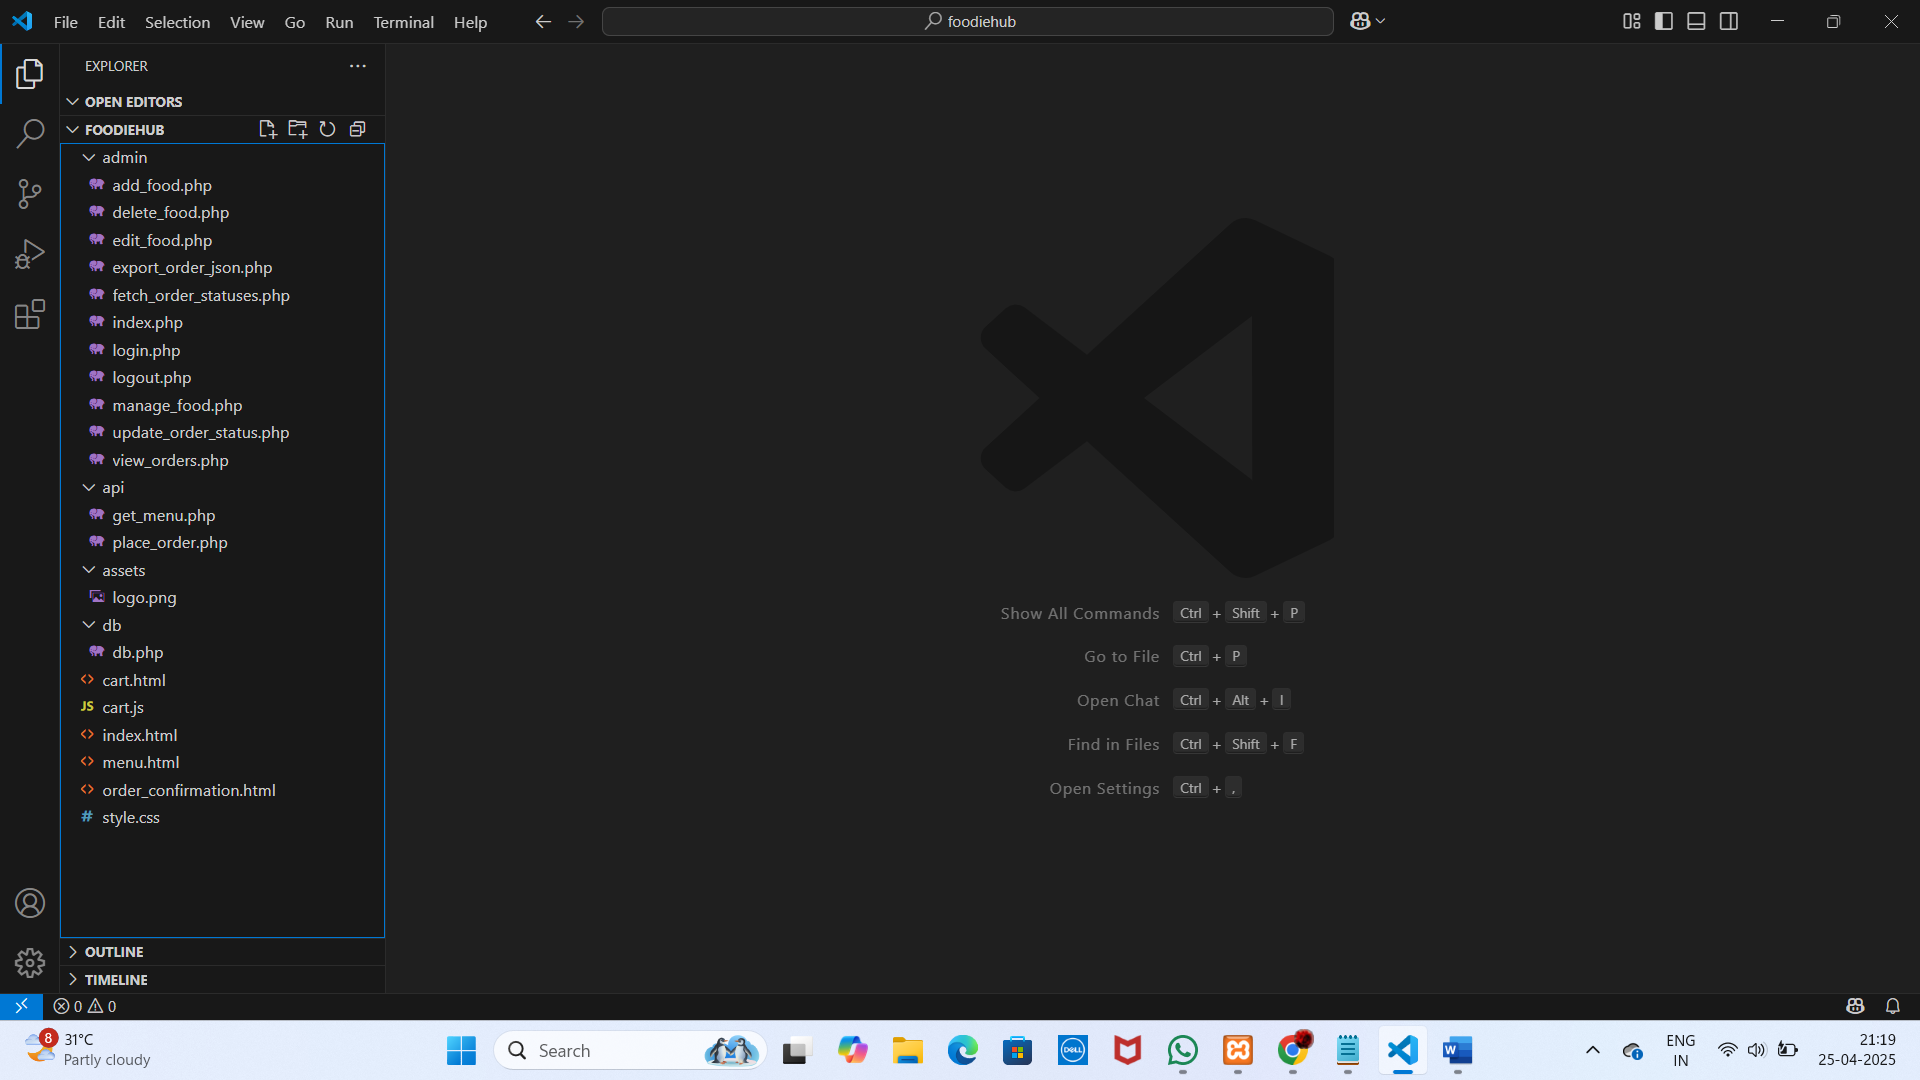 File Edit Selection View Go Run Terminal Help
foodiehub
EXPLORER
OPEN EDITORS
FOODIEHUB
admin
add_food.php
delete_food.php
edit_food.php
export_order_json.php
fetch_order_statuses.php
index.php
login.php
logout.php
manage_food.php
update_order_status.php
view_orders.php
api
get_menu.php
place_order.php
assets
logo.png
db
db.php
<> cart.html
JS cart.js
<> index.html
<> menu.html
<> order_confirmation.html
# style.css
OUTLINE
TIMELINE
Show All Commands Ctrl + Shift + P
Go to File Ctrl + P
Open Chat Ctrl + Alt + I
Find in Files Ctrl + Shift + F
Open Settings Ctrl + ,
0 0
8
31°C
Partly cloudy
Search
DELL
W
ENG
IN
21:19
25-04-2025